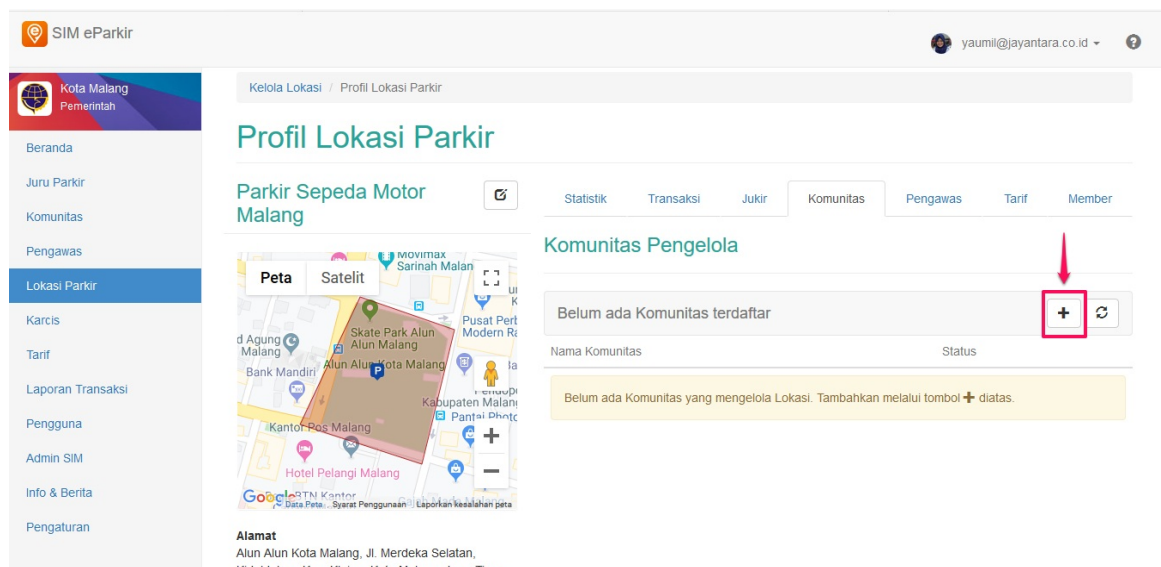 SIM eParkir
yaumil@jayantara.co.id
Kota Malang
Pemerintah
Beranda
Juru Parkir
Komunitas
Pengawas
Lokasi Parkir
Karcis
Tarif
Laporan Transaksi
Pengguna
Admin SIM
Info & Berita
Pengaturan
Kelola Lokasi / Profil Lokasi Parkir
Profil Lokasi Parkir
Parkir Sepeda Motor
Malang
Peta Satelit
Movimax
Sarinah Malan
Pusat
Modern
Skate Park Alun
Alun Malang
Agung
Malang
Alun Alun Kota Malang
Bank Mandiri
P
Kabupaten Malang
Pantai
Kantor Pos Malang
Hotel Pelangi Malang
BTN Kantor
Google
Data Peta Syarat Penggunaan Laporkan kesalahan peta
Alamat
Alun Alun Kota Malang, Jl. Merdeka Selatan,
Statistik Transaksi Jukir Komunitas Pengawas Tarif Member
Komunitas Pengelola
Belum ada Komunitas terdaftar
Nama Komunitas Status
Belum ada Komunitas yang mengelola Lokasi. Tambahkan melalui tombol + diatas.